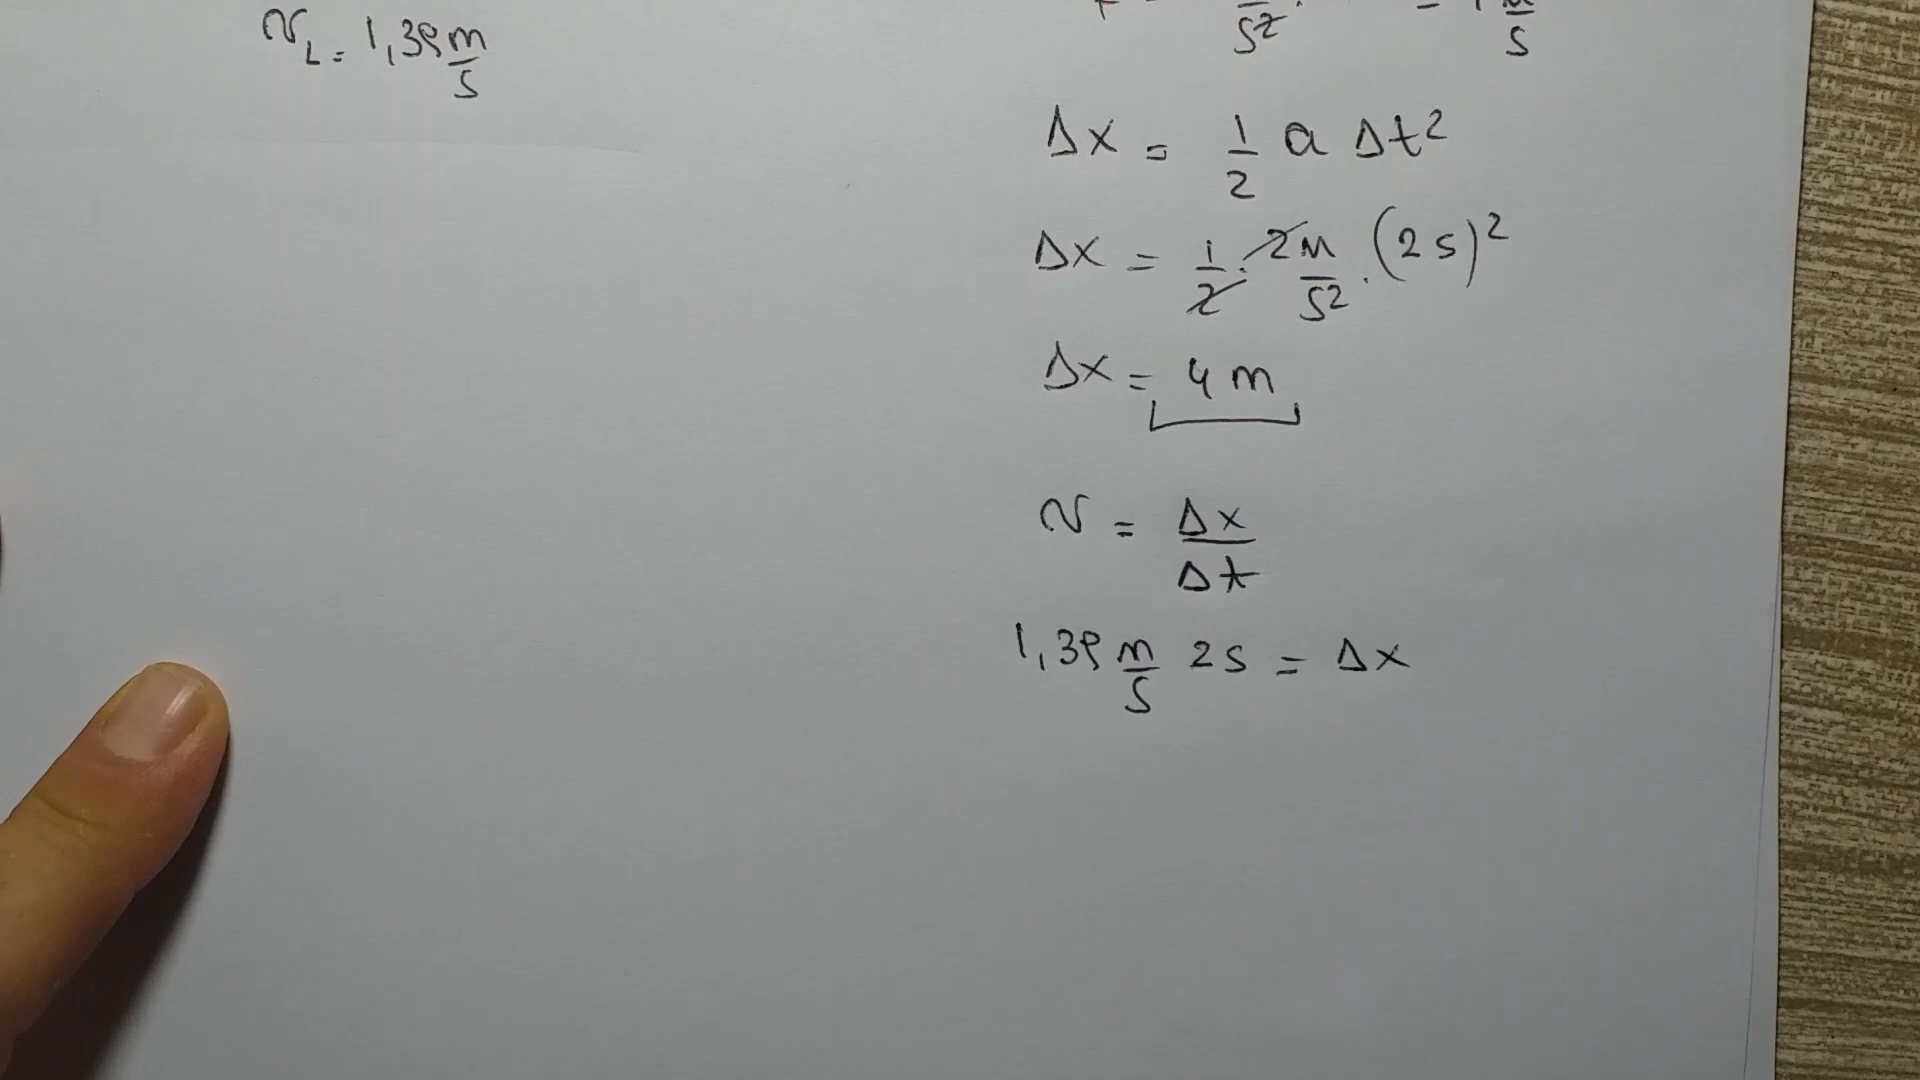 v_L = 1,39 m/s
Δx = 1/2 a Δt²
Δx = 1/2 · 2 m/s² · (2 s)²
Δx = 4 m
v = Δx/Δt
1,39 m/s 2s = Δx